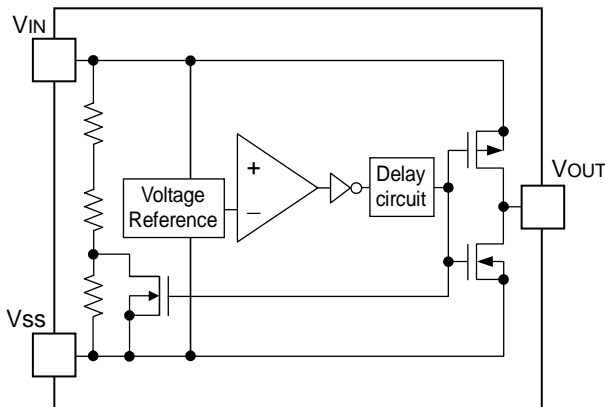 VIN
+
−
Voltage
Reference
Delay
circuit
VOUT
VSS